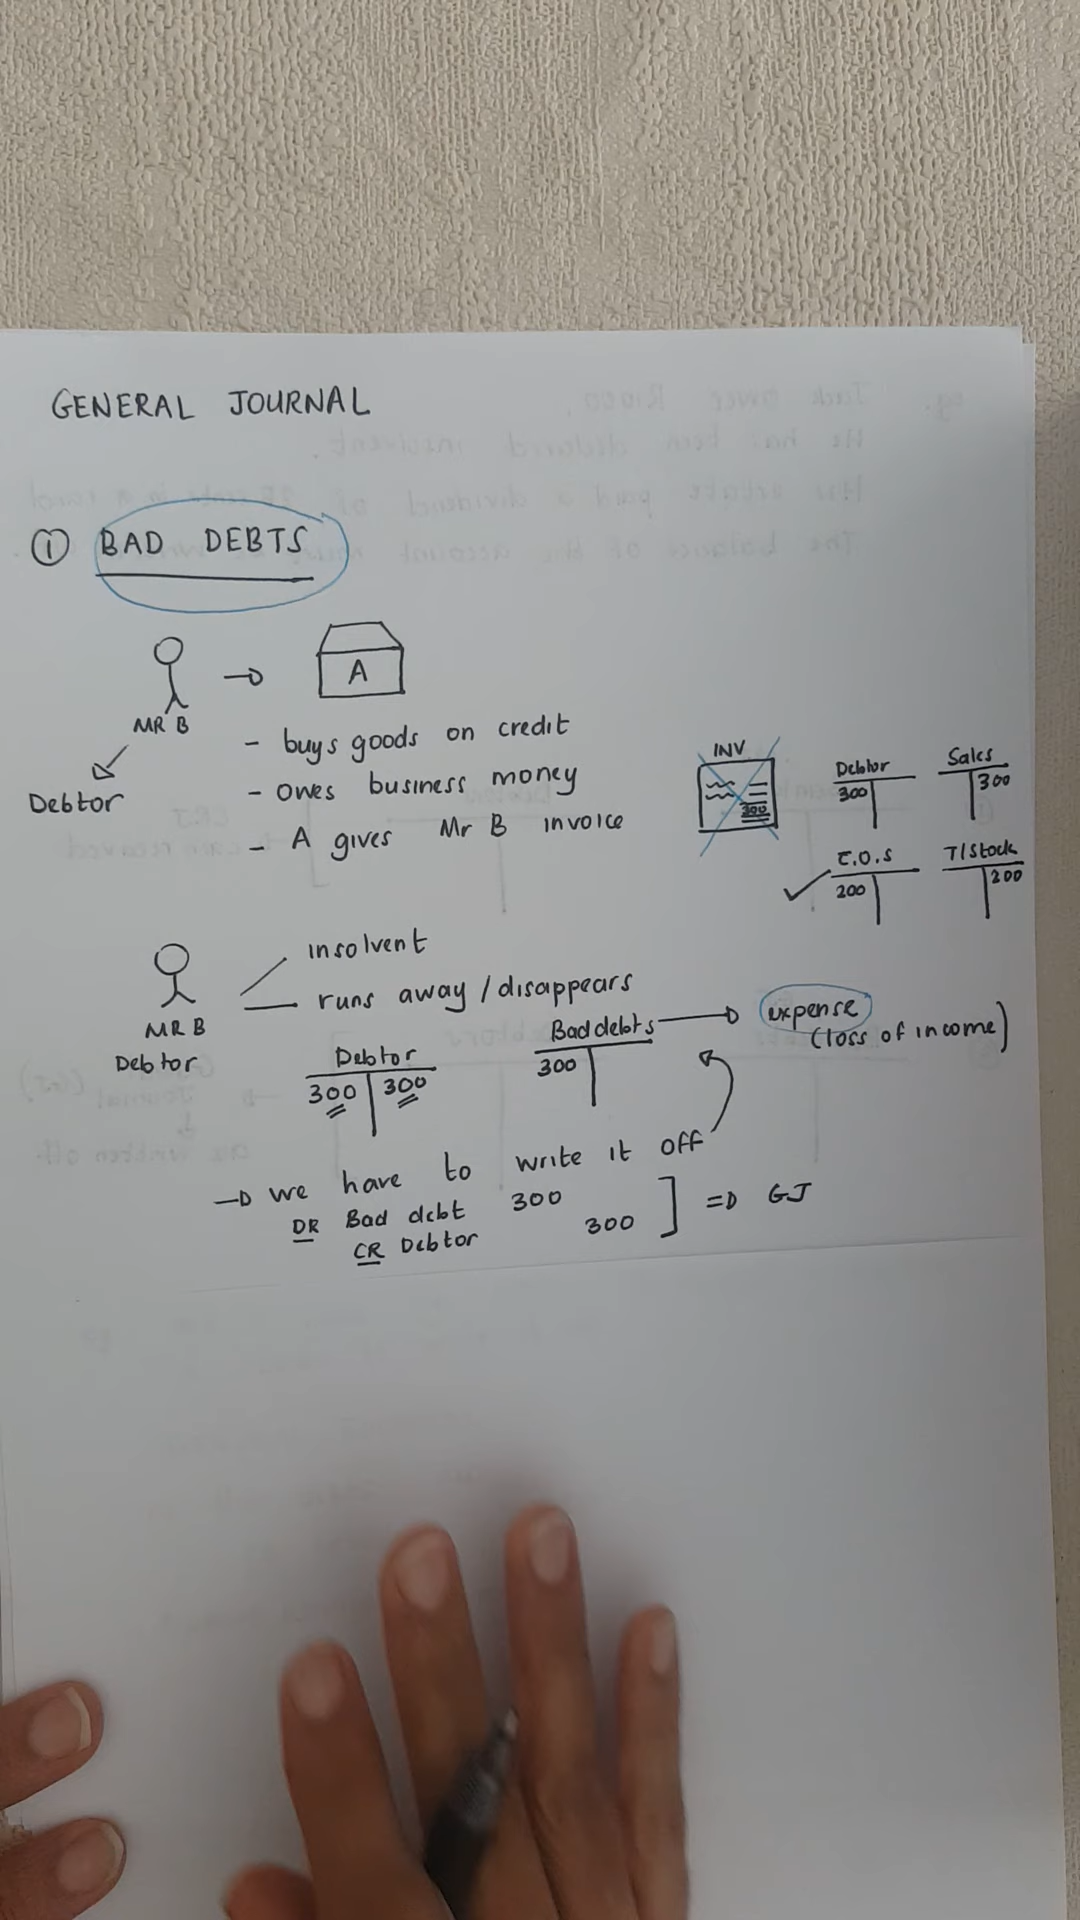 GENERAL JOURNAL
① BAD DEBTS
A
MR B
Debtor
- buys goods on credit
- owes business money
- A gives Mr B invoice
INV
300
Debtor
300
Sales
300
C.O.S
200
T/Stock
200
MR B
Debtor
insolvent
runs away / disappears
Debtor
300 300
Bad debts
300
expense
(loss of income)
we have to write it off
DR Bad debt 300
CR Debtor 300
=D GJ